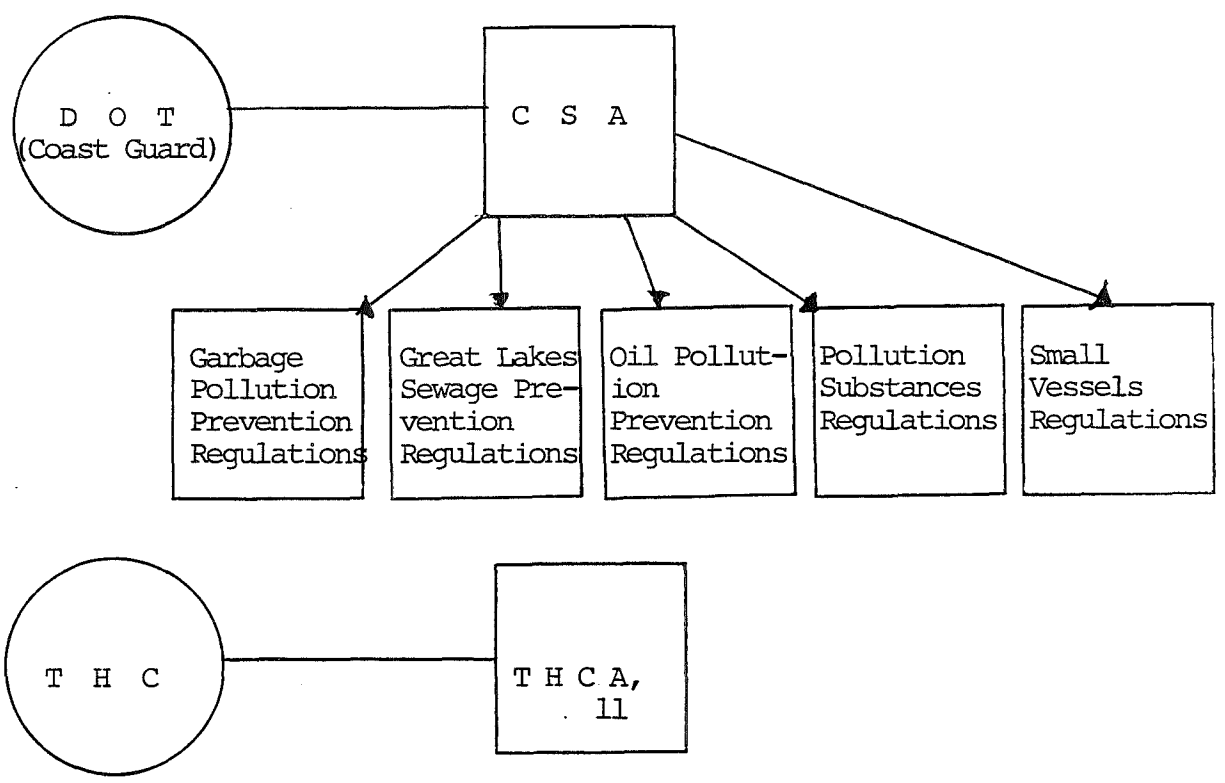 D O T
(Coast Guard)
C S A
Garbage
Pollution
Prevention
Regulations
Great Lakes
Sewage Pre-
vention
Regulations
Oil Pollut-
ion
Prevention
Regulations
Pollution
Substances
Regulations
Small
Vessels
Regulations
T H C
T H C A,
11